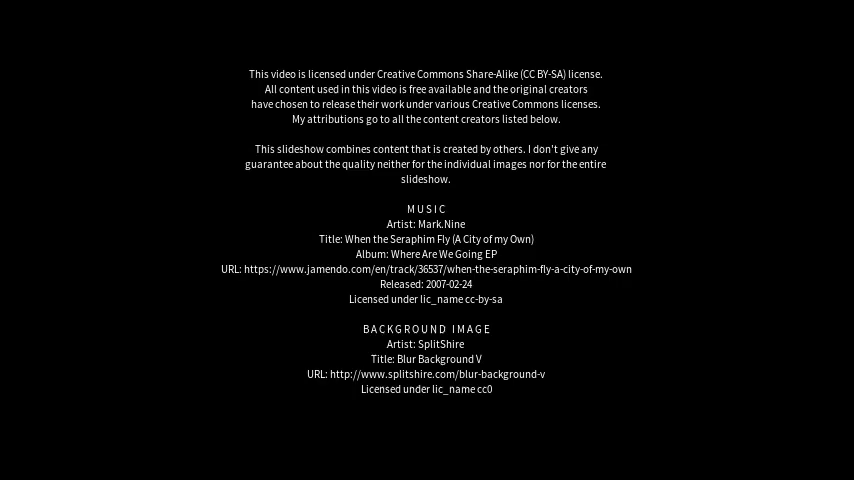 This video is licensed under Creative Commons Share-Alike (CC BY-SA) license.
All content used in this video is free available and the original creators
have chosen to release their work under various Creative Commons licenses.
My attributions go to all the content creators listed below.
This slideshow combines content that is created by others. I don't give any
guarantee about the quality neither for the individual images nor for the entire
slideshow.
MUSIC
Artist: Mark.Nine
Title: When the Seraphim Fly (A City of my Own)
Album: Where Are We Going EP
URL: https://www.jamendo.com/en/track/36537/when-the-seraphim-fly-a-city-of-my-own
Released: 2007-02-24
Licensed under lic_name cc-by-sa
BACKGROUND IMAGE
Artist: SplitShire
Title: Blur Background V
URL: http://www.splitshire.com/blur-background-v
Licensed under lic_name cc0